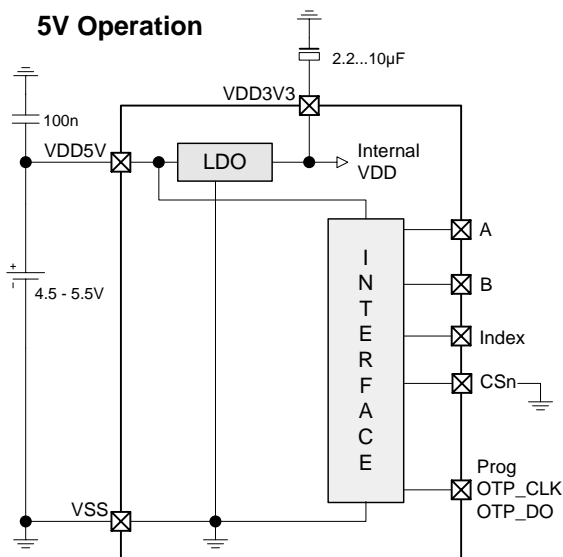 5V Operation
2.2...10µF
VDD3V3
100n
VDD5V
LDO
Internal
VDD
A
I
N
T
E
R
F
A
C
E
B
+
-
4.5 - 5.5V
Index
CSn
Prog
OTP_CLK
OTP_DO
VSS